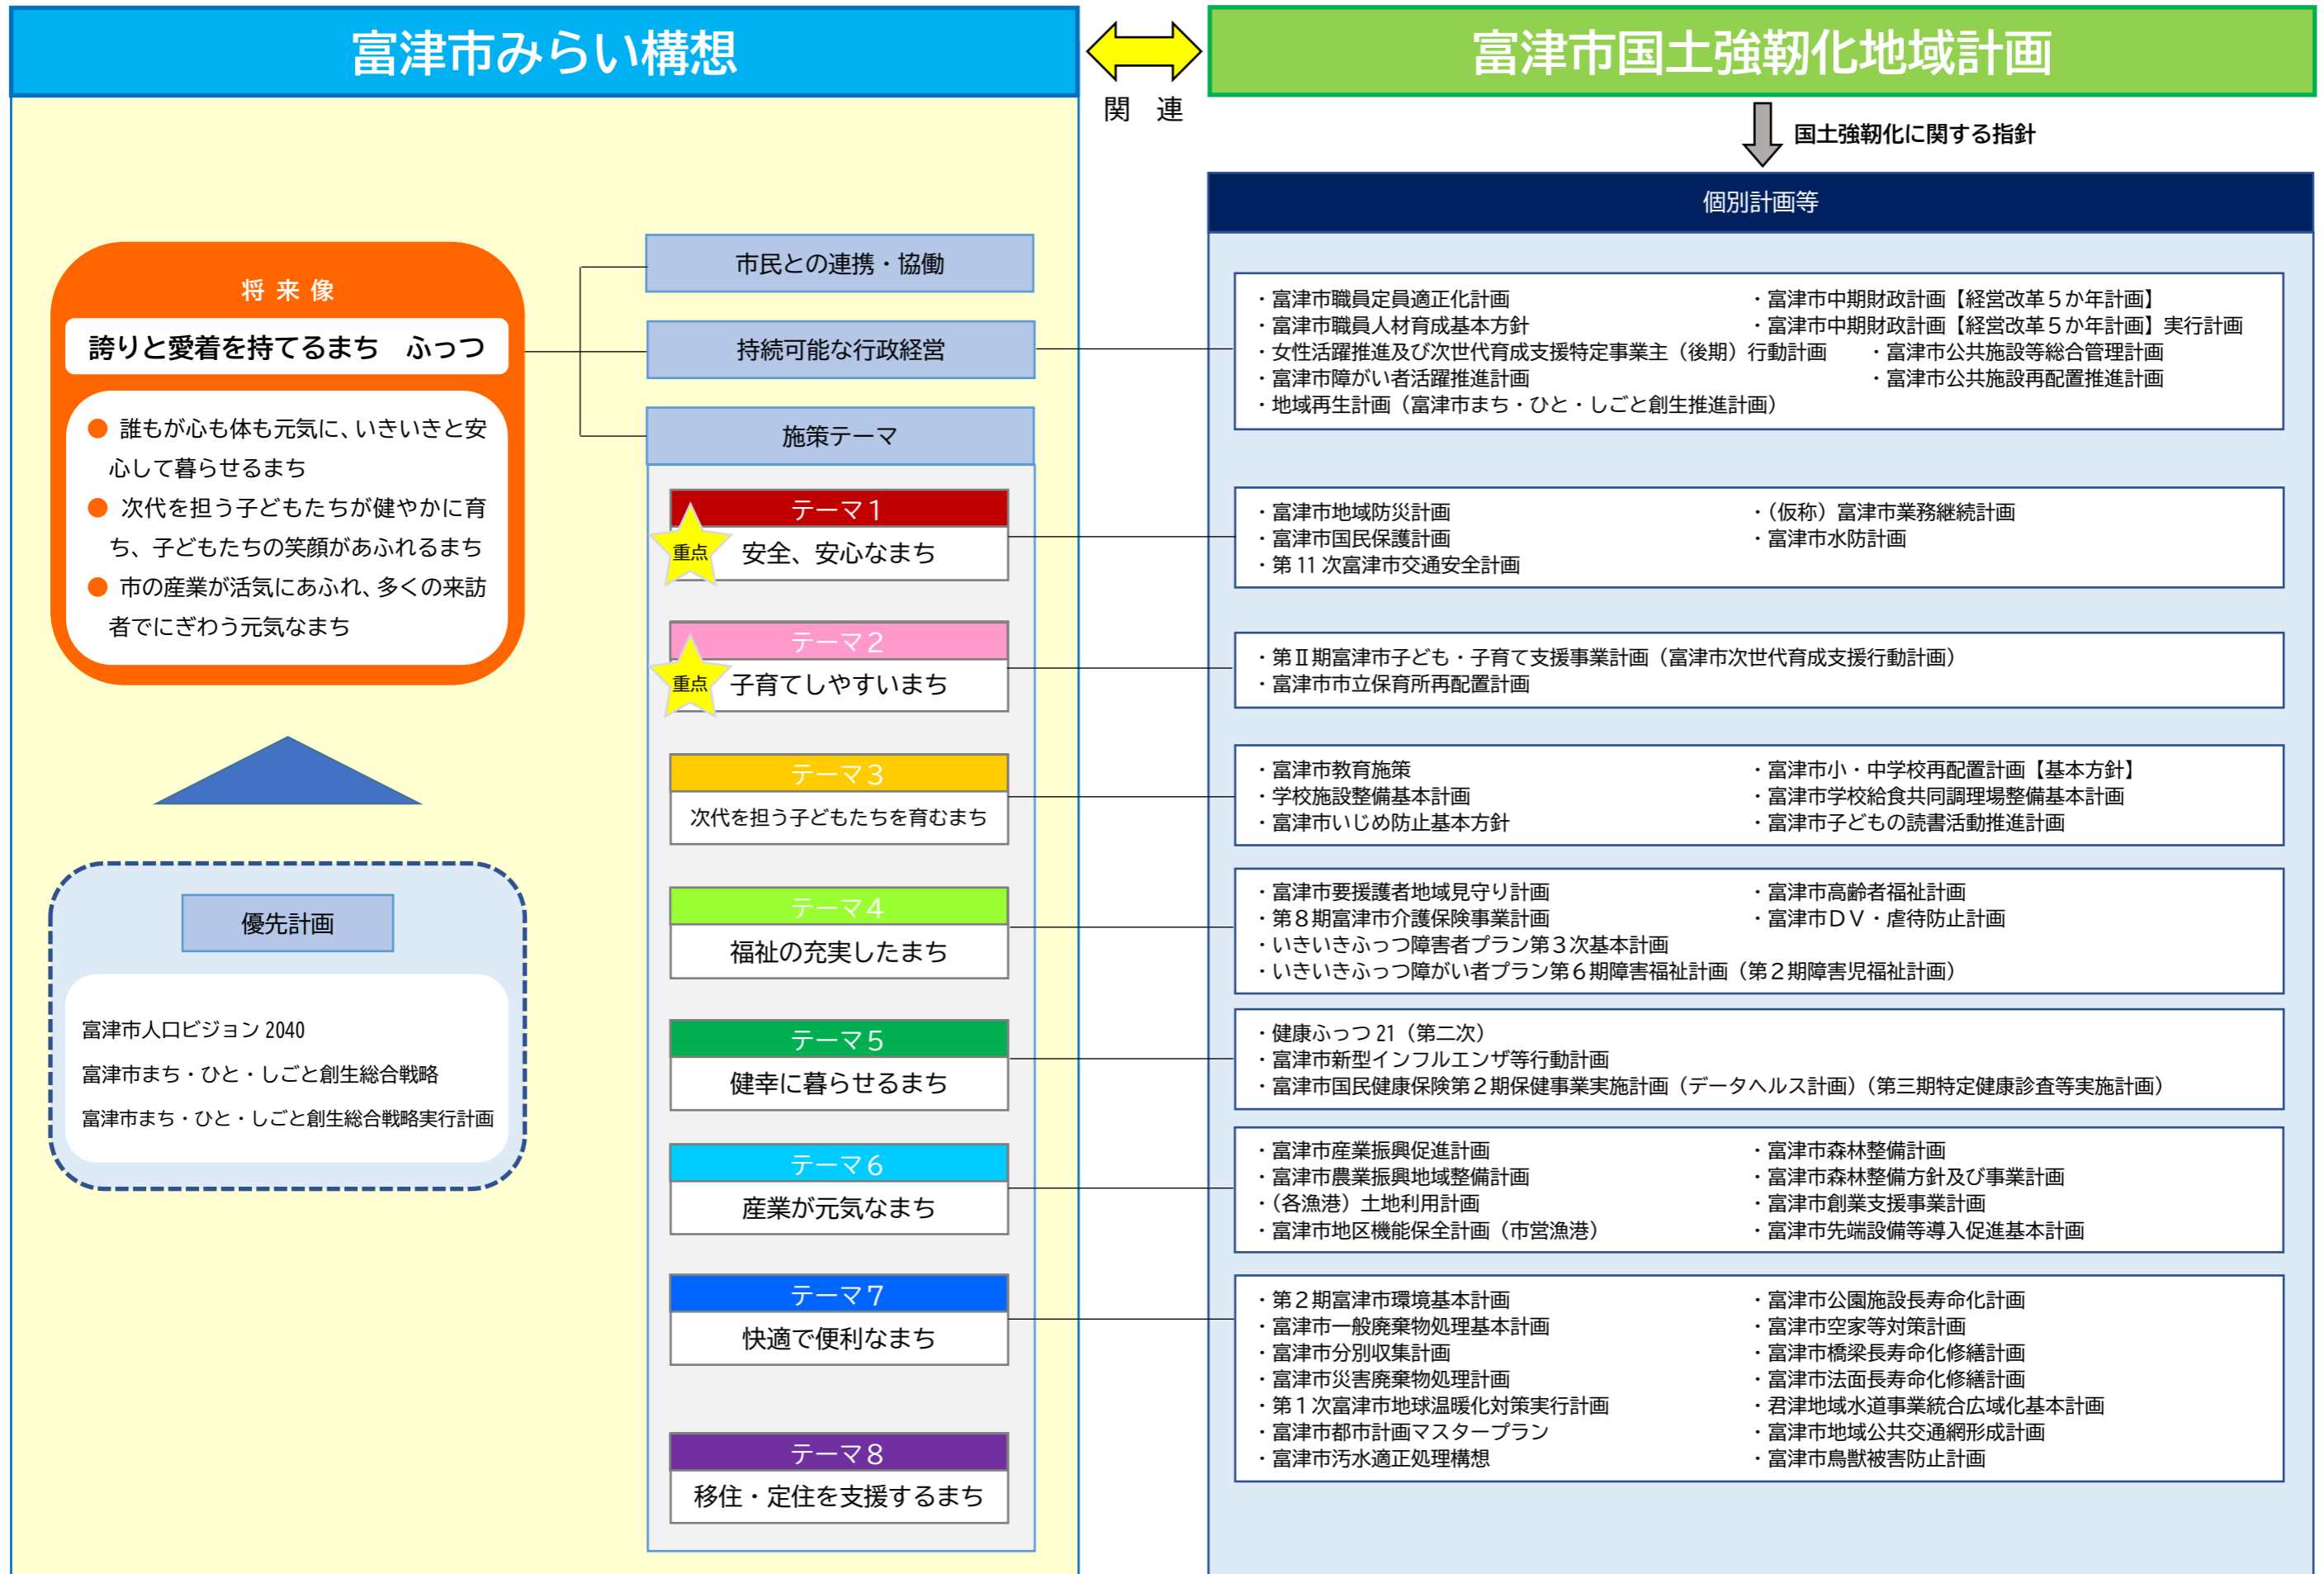 富津市みらい構想
関　連
富津市国土強靭化地域計画
国土強靭化に関する指針
将 来 像
誇りと愛着を持てるまち　ふっつ
● 誰もが心も体も元気に、いきいきと安
心して暮らせるまち
● 次代を担う子どもたちが健やかに育
ち、子どもたちの笑顔があふれるまち
● 市の産業が活気にあふれ、多くの来訪
者でにぎわう元気なまち
優先計画
富津市人口ビジョン 2040
富津市まち・ひと・しごと創生総合戦略
富津市まち・ひと・しごと創生総合戦略実行計画
市民との連携・協働
持続可能な行政経営
施策テーマ
テーマ１
重点
安全、安心なまち
テーマ２
重点
子育てしやすいまち
テーマ３
次代を担う子どもたちを育むまち
テーマ４
福祉の充実したまち
テーマ５
健幸に暮らせるまち
テーマ６
産業が元気なまち
テーマ７
快適で便利なまち
テーマ８
移住・定住を支援するまち
個別計画等
・富津市職員定員適正化計画　・富津市中期財政計画【経営改革５か年計画】
・富津市職員人材育成基本方針　・富津市中期財政計画【経営改革５か年計画】実行計画
・女性活躍推進及び次世代育成支援特定事業主（後期）行動計画　・富津市公共施設等総合管理計画
・富津市障がい者活躍推進計画　・富津市公共施設再配置推進計画
・地域再生計画（富津市まち・ひと・しごと創生推進計画）
・富津市地域防災計画　・（仮称）富津市業務継続計画
・富津市国民保護計画　・富津市水防計画
・第 11 次富津市交通安全計画
・第Ⅱ期富津市子ども・子育て支援事業計画（富津市次世代育成支援行動計画）
・富津市市立保育所再配置計画
・富津市教育施策　・富津市小・中学校再配置計画【基本方針】
・学校施設整備基本計画　・富津市学校給食共同調理場整備基本計画
・富津市いじめ防止基本方針　・富津市子どもの読書活動推進計画
・富津市要援護者地域見守り計画　・富津市高齢者福祉計画
・第８期富津市介護保険事業計画　・富津市ＤＶ・虐待防止計画
・いきいきふっつ障害者プラン第３次基本計画
・いきいきふっつ障がい者プラン第６期障害福祉計画（第２期障害児福祉計画）
・健康ふっつ 21（第二次）
・富津市新型インフルエンザ等行動計画
・富津市国民健康保険第２期保健事業実施計画（データヘルス計画）（第三期特定健康診査等実施計画）
・富津市産業振興促進計画　・富津市森林整備計画
・富津市農業振興地域整備計画　・富津市森林整備方針及び事業計画
・（各漁港）土地利用計画　・富津市創業支援事業計画
・富津市地区機能保全計画（市営漁港）　・富津市先端設備等導入促進基本計画
・第２期富津市環境基本計画　・富津市公園施設長寿命化計画
・富津市一般廃棄物処理基本計画　・富津市空家等対策計画
・富津市分別収集計画　・富津市橋梁長寿命化修繕計画
・富津市災害廃棄物処理計画　・富津市法面長寿命化修繕計画
・第１次富津市地球温暖化対策実行計画　・君津地域水道事業統合広域化基本計画
・富津市都市計画マスタープラン　・富津市地域公共交通網形成計画
・富津市汚水適正処理構想　・富津市鳥獣被害防止計画